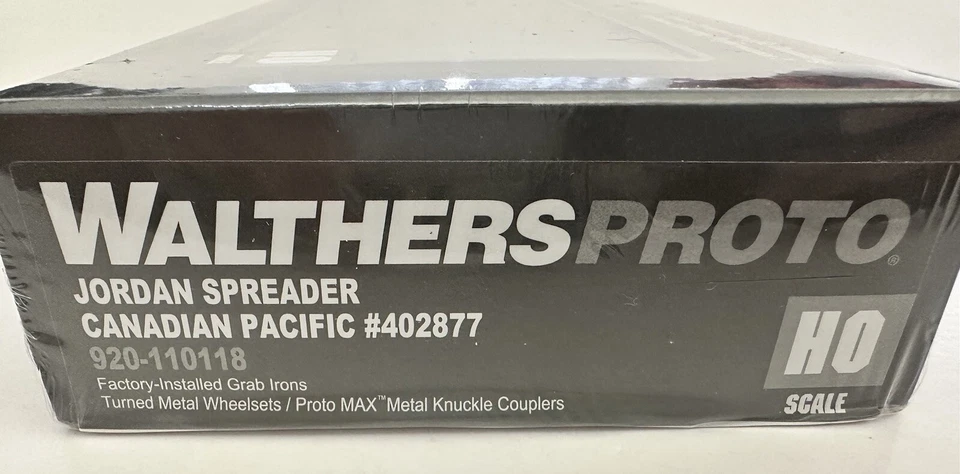 WALTHERSPROTO®
JORDAN SPREADER
CANADIAN PACIFIC #402877
920-110118
Factory-Installed Grab Irons
Turned Metal Wheelsets / Proto MAX™ Metal Knuckle Couplers
HO
SCALE